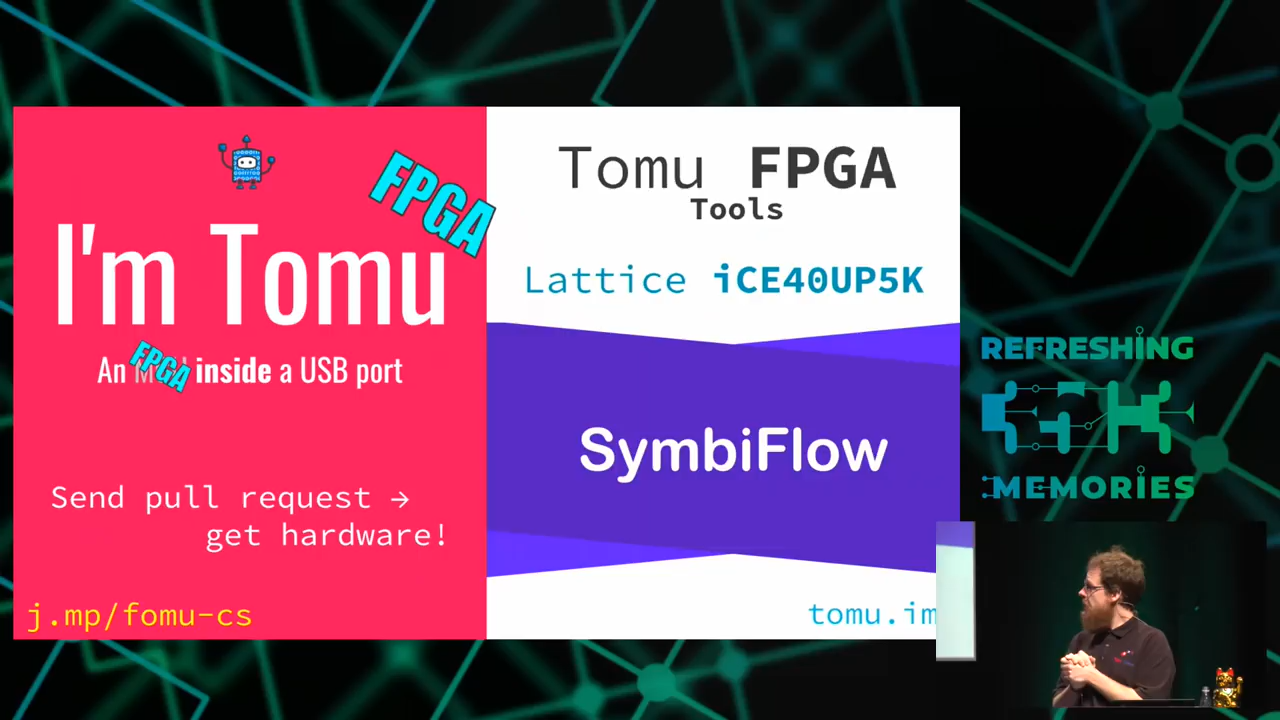 I'm Tomu
FPGA
An FPGA inside a USB port
Send pull request →
get hardware!
j.mp/fomu-cs
Tomu FPGA
Tools
Lattice iCE40UP5K
SymbiFlow
tomu.im
REFRESHING
35C3
MEMORIES